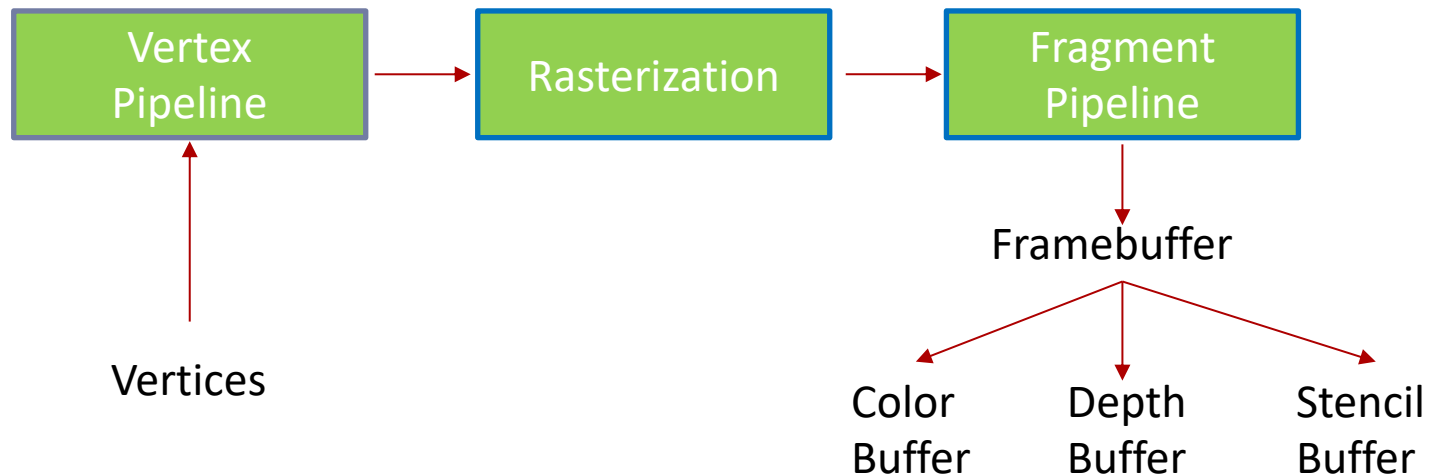 Vertex
Pipeline
Rasterization
Fragment
Pipeline
Framebuffer
Vertices
Color
Buffer
Depth
Buffer
Stencil
Buffer